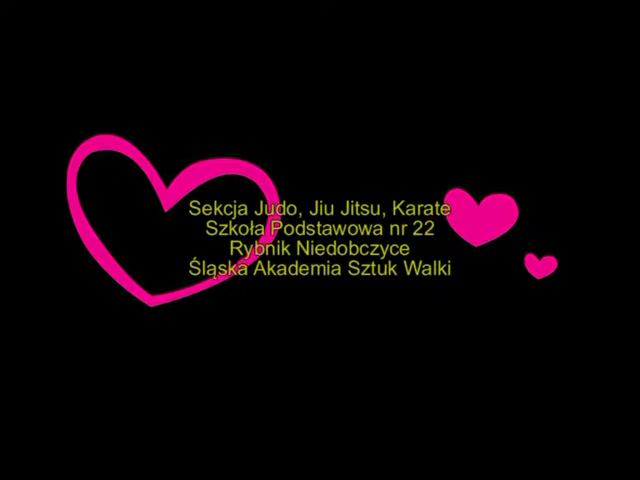 Sekcja Judo, Jiu Jitsu, Karate
Szkoła Podstawowa nr 22
Rybnik Niedobczyce
Śląska Akademia Sztuk Walki